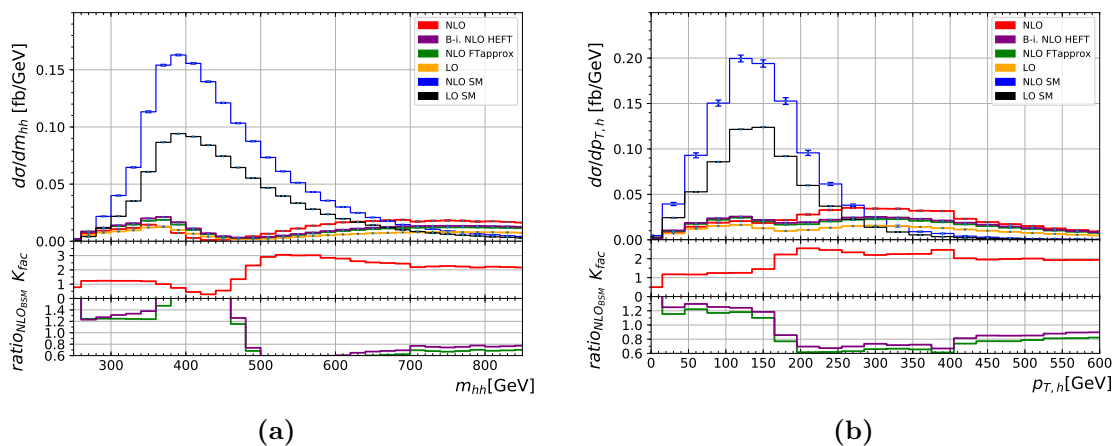 dσ/dm_hh [fb/GeV]
0.15
0.10
0.05
0.00
NLO
B-i. NLO HEFT
NLO FTapprox
LO
NLO SM
LO SM
K_fac
3
2
1
0
ratio_NLO_BSM
1.4
1.2
1.0
0.8
0.6
300 400 500 600 700 800
m_hh[GeV]
(a)
dσ/dp_T,h [fb/GeV]
0.20
0.15
0.10
0.05
0.00
NLO
B-i. NLO HEFT
NLO FTapprox
LO
NLO SM
LO SM
K_fac
2
1
0
ratio_NLO_BSM
1.2
1.0
0.8
0.6
0 50 100 150 200 250 300 350 400 450 500 550 600
p_T,h[GeV]
(b)